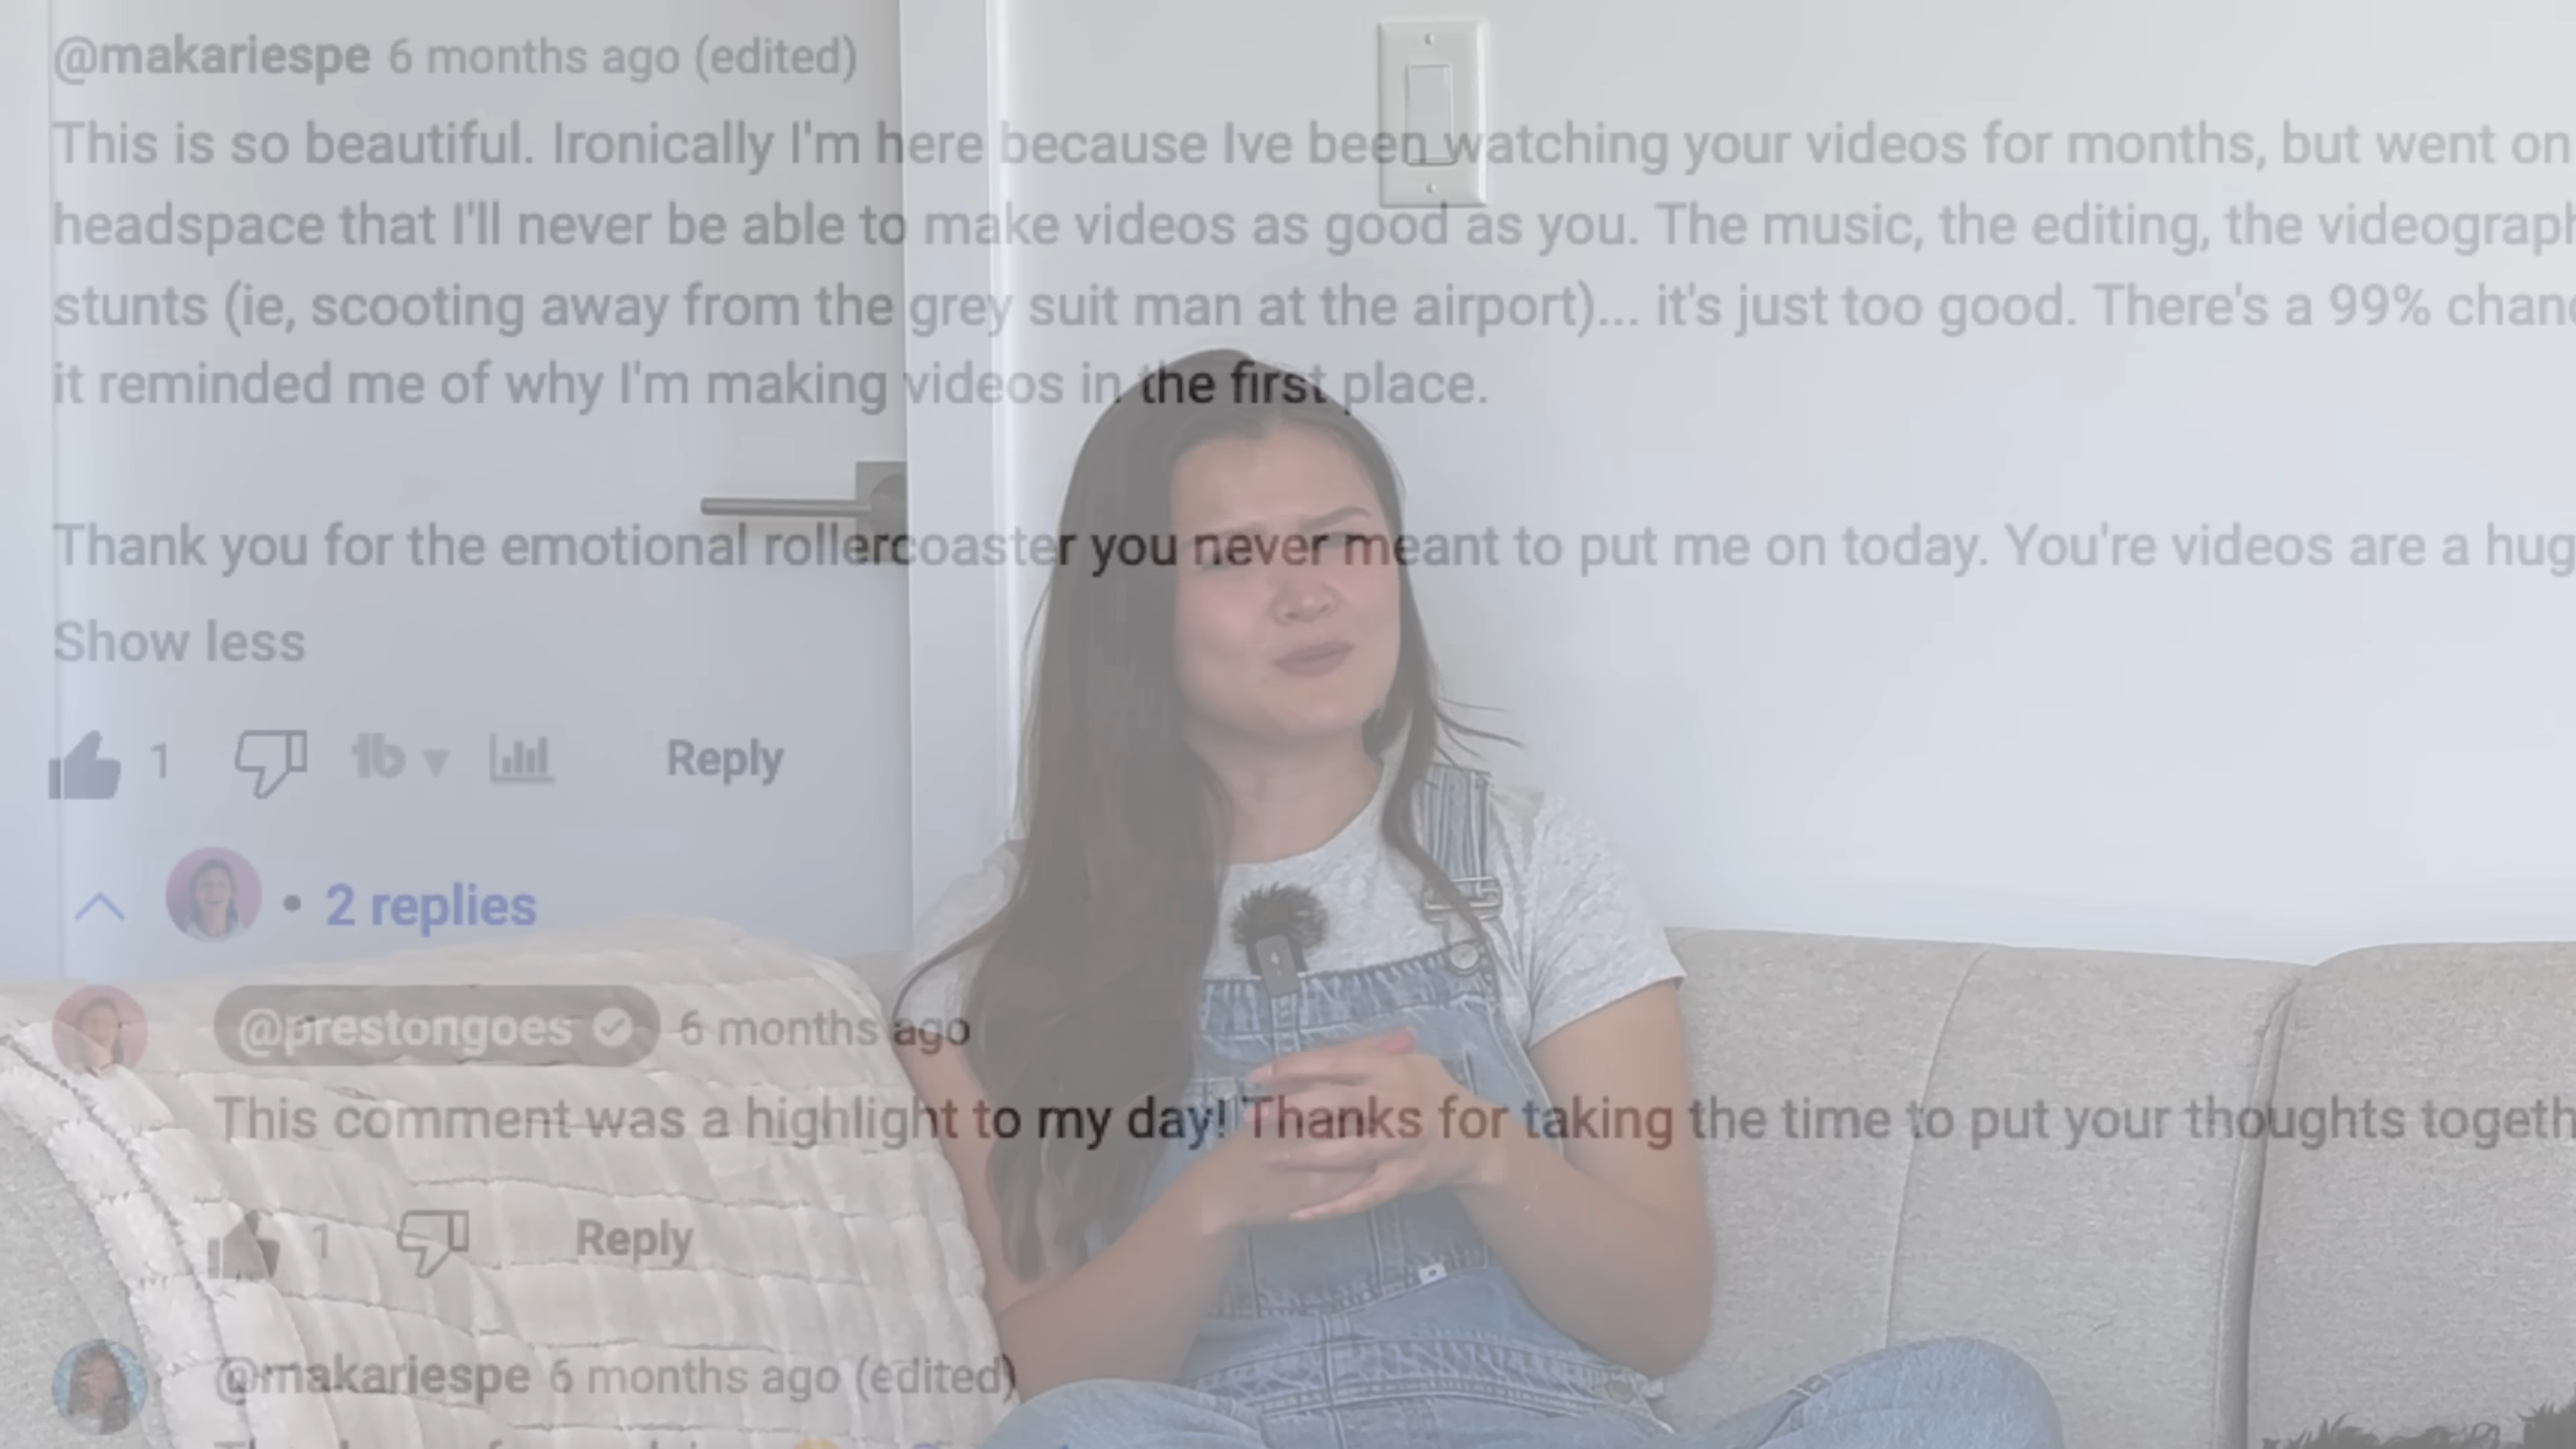 @makariespe 6 months ago (edited)
This is so beautiful. Ironically I'm here because Ive been watching your videos for months, but went on
headspace that I'll never be able to make videos as good as you. The music, the editing, the videograph
stunts (ie, scooting away from the grey suit man at the airport)... it's just too good. There's a 99% chanc
it reminded me of why I'm making videos in the first place.
Thank you for the emotional rollercoaster you never meant to put me on today. You're videos are a hug
Show less
1 Reply
2 replies
@prestongoes 6 months ago
This comment was a highlight to my day! Thanks for taking the time to put your thoughts togeth
1 Reply
@makariespe 6 months ago (edited)